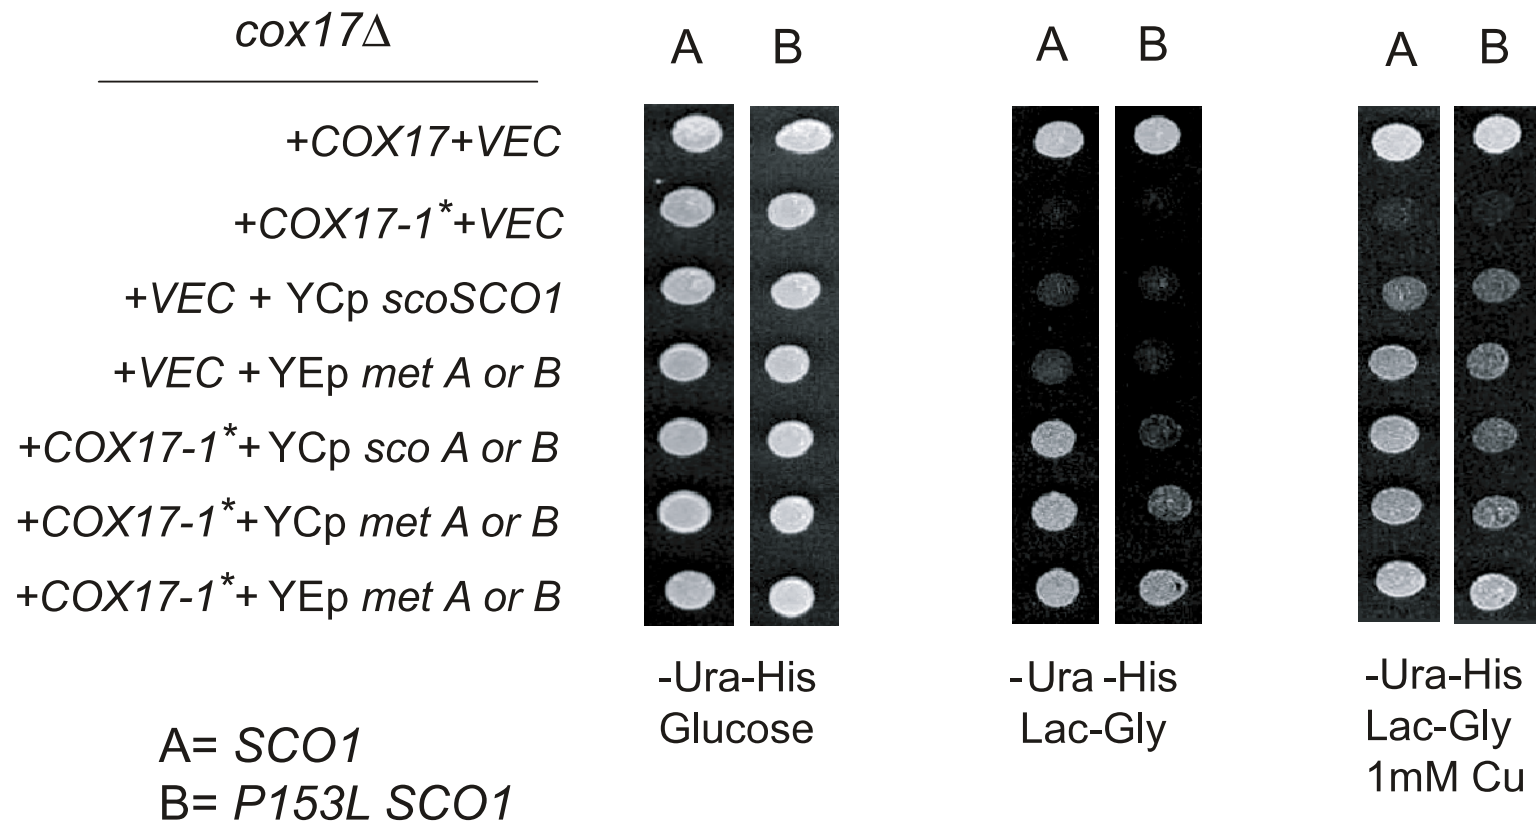 cox17Δ
A B A B A B
+COX17+VEC
+COX17-1*+VEC
+VEC + YCp scoSCO1
+VEC + YEp met A or B
+COX17-1*+ YCp sco A or B
+COX17-1*+YCp met A or B
+COX17-1*+ YEp met A or B
-Ura-His
Glucose
-Ura -His
Lac-Gly
-Ura-His
Lac-Gly
1mM Cu
A= SCO1
B= P153L SCO1